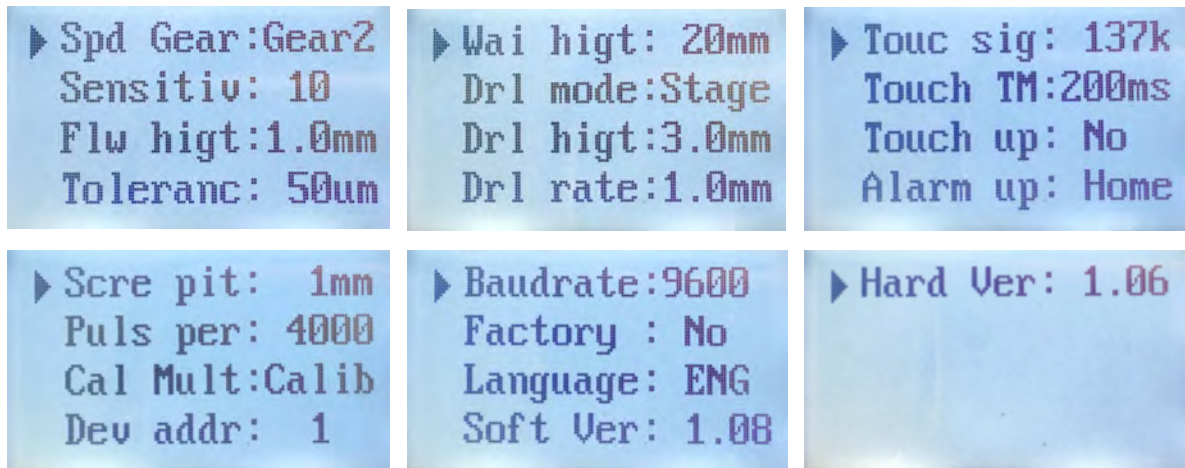 Spd Gear:Gear2
Sensitiv: 10
Flw higt:1.0mm
Toleranc: 50um
Wai higt: 20mm
Drl mode:Stage
Drl higt:3.0mm
Drl rate:1.0mm
Touc sig: 137k
Touch TM:200ms
Touch up: No
Alarm up: Home
Scre pit: 1mm
Puls per: 4000
Cal Mult:Calib
Dev addr: 1
Baudrate:9600
Factory : No
Language: ENG
Soft Ver: 1.08
Hard Ver: 1.06